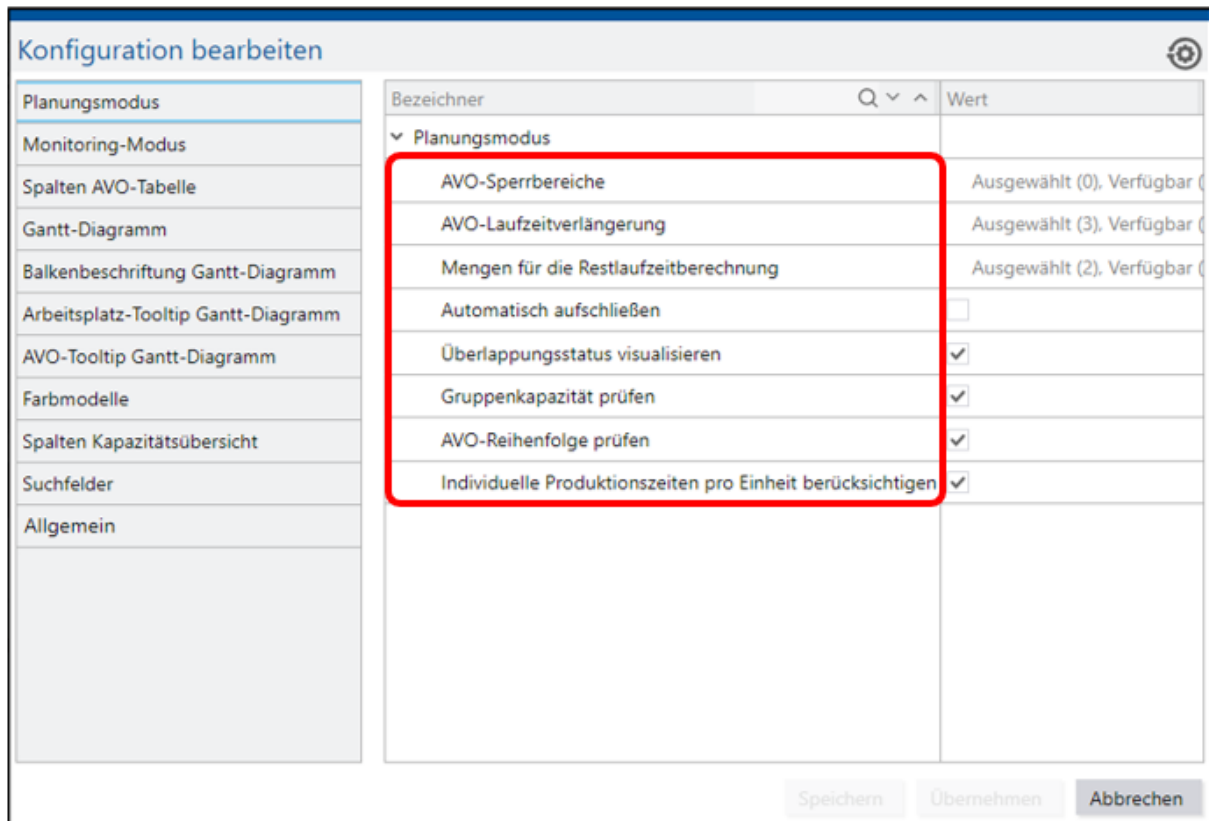 Konfiguration bearbeiten
Planungsmodus
Monitoring-Modus
Spalten AVO-Tabelle
Gantt-Diagramm
Balkenbeschriftung Gantt-Diagramm
Arbeitsplatz-Tooltip Gantt-Diagramm
AVO-Tooltip Gantt-Diagramm
Farbmodelle
Spalten Kapazitätsübersicht
Suchfelder
Allgemein
Bezeichner Wert
Planungsmodus
AVO-Sperrbereiche Ausgewählt (0), Verfügbar (
AVO-Laufzeitverlängerung Ausgewählt (3), Verfügbar (
Mengen für die Restlaufzeitberechnung Ausgewählt (2), Verfügbar (
Automatisch aufschließen
Überlappungsstatus visualisieren
Gruppenkapazität prüfen
AVO-Reihenfolge prüfen
Individuelle Produktionszeiten pro Einheit berücksichtigen
Speichern Übernehmen Abbrechen